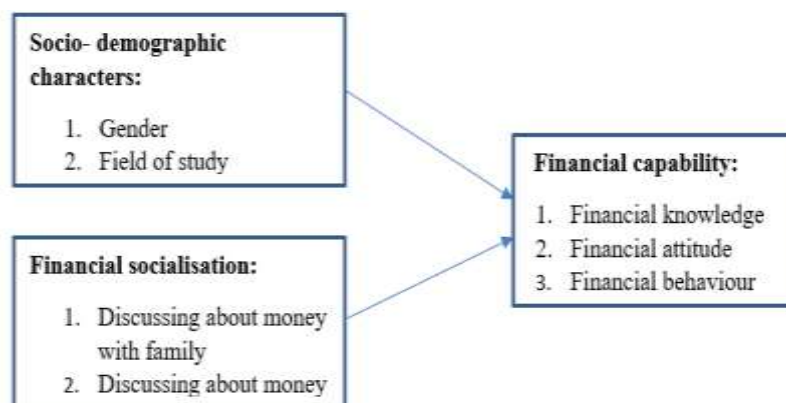 Socio- demographic
characters:
1. Gender
2. Field of study
Financial socialisation:
1. Discussing about money
with family
2. Discussing about money
Financial capability:
1. Financial knowledge
2. Financial attitude
3. Financial behaviour